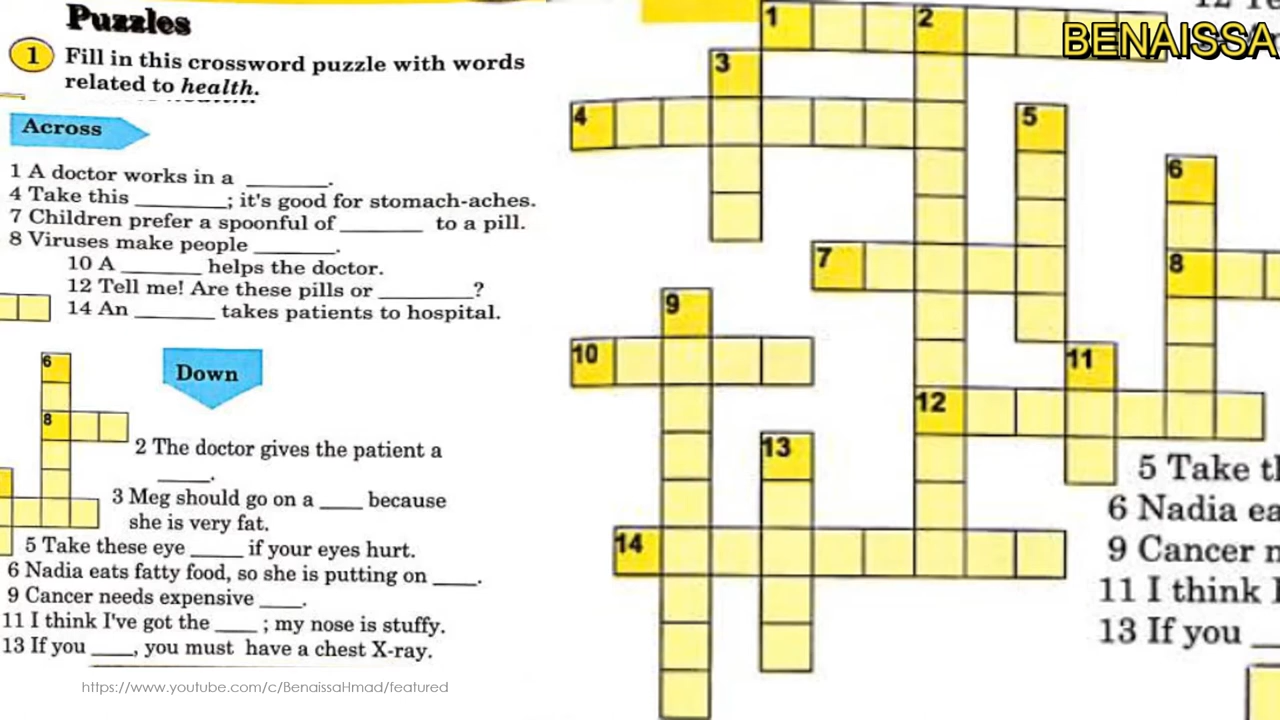 Puzzles
1 Fill in this crossword puzzle with words
related to health.
Across
1 A doctor works in a ________.
4 Take this ________; it's good for stomach-aches.
7 Children prefer a spoonful of ________ to a pill.
8 Viruses make people ________.
10 A ________ helps the doctor.
12 Tell me! Are these pills or ________?
14 An ________ takes patients to hospital.
Down
2 The doctor gives the patient a
_____.
3 Meg should go on a ____ because
she is very fat.
5 Take these eye _____ if your eyes hurt.
6 Nadia eats fatty food, so she is putting on ____.
9 Cancer needs expensive ____.
11 I think I've got the ____ ; my nose is stuffy.
13 If you ____, you must have a chest X-ray.
https://www.youtube.com/c/BenaissaHmad/featured
6
8
1
2
BENAISSA
3
4
5
6
7
8
9
10
11
12
13
14
5 Take
6 Nadia
9 Cancer
11 I think
13 If you